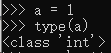 >>> a = 1
>>> type(a)
<class 'int'>